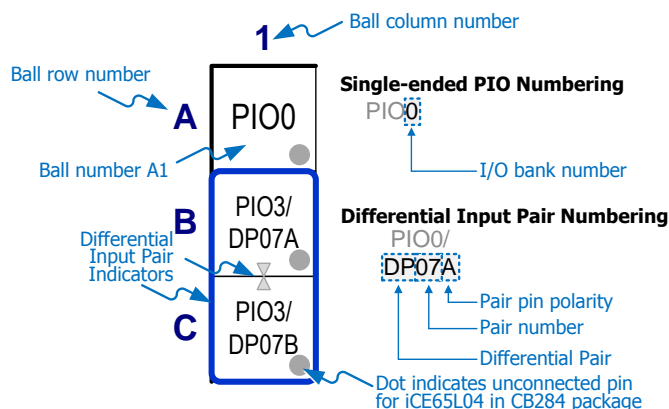 1
Ball column number
Ball row number
A
PIO0
Ball number A1
Single-ended PIO Numbering
PIO0
I/O bank number
B
PIO3/
DP07A
Differential
Input Pair
Indicators
C
PIO3/
DP07B
Differential Input Pair Numbering
PIO0/
DP07A
Pair pin polarity
Pair number
Differential Pair
Dot indicates unconnected pin
for iCE65L04 in CB284 package